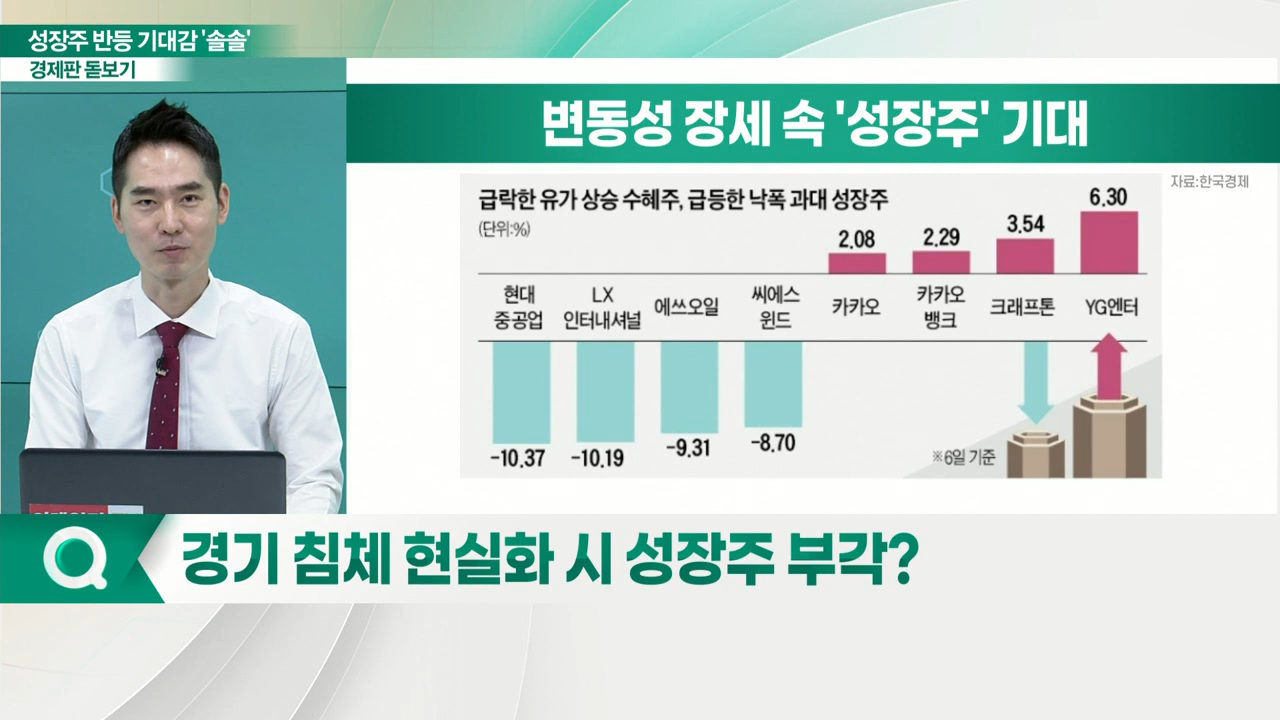 성장주 반등 기대감 '솔솔'
경제판 돋보기
변동성 장세 속 '성장주' 기대
자료:한국경제
급락한 유가 상승 수혜주, 급등한 낙폭 과대 성장주
(단위:%)
2.08
2.29
3.54
6.30
현대
중공업
LX
인터내셔널
에쓰오일
씨에스
윈드
카카오
카카오
뱅크
크래프톤
YG엔터
-10.37
-10.19
-9.31
-8.70
※6일 기준
경기 침체 현실화 시 성장주 부각?